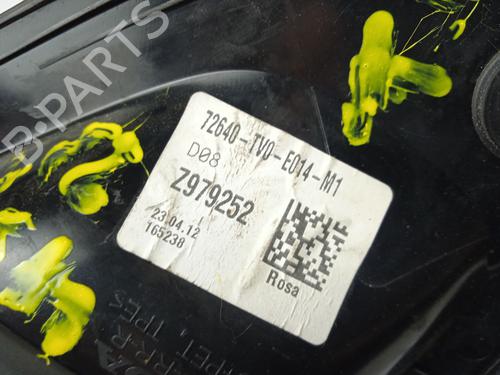 B-PARTS
72640-TV0-E014-M1
D08
Z979252
23.04.12
165238
Rosa